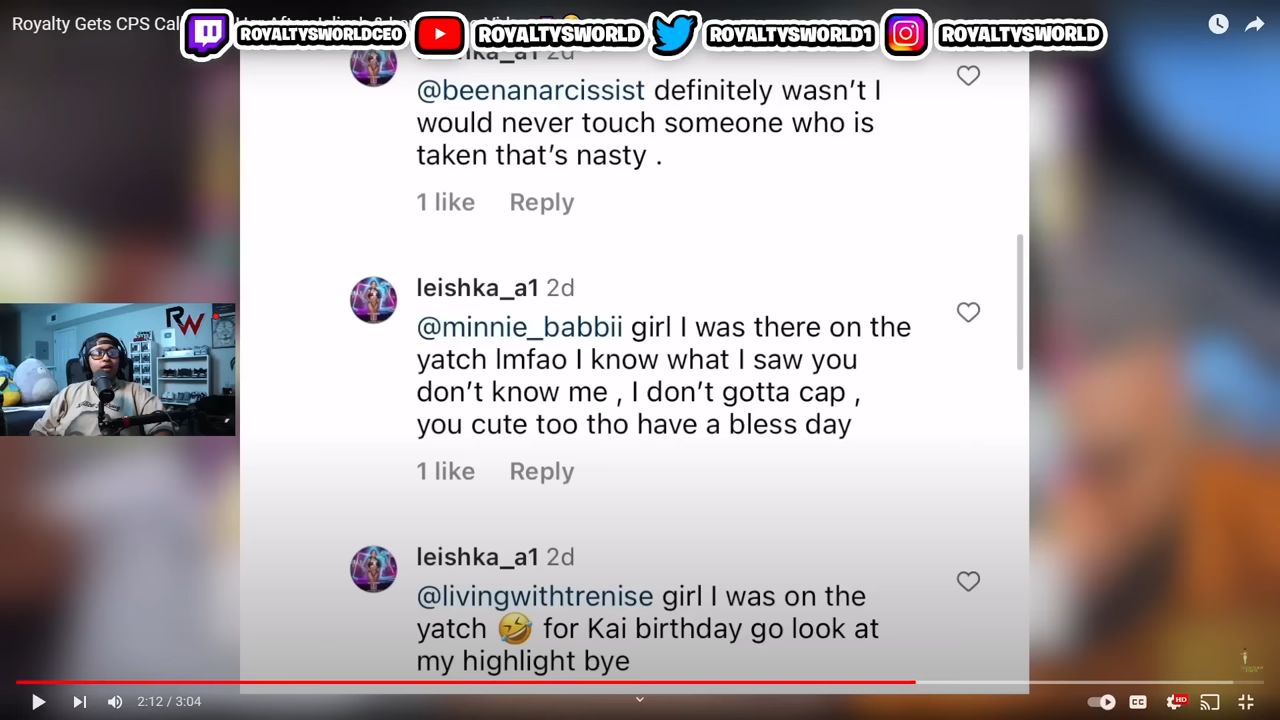 Royalty Gets CPS Cal
ROYALTYSWORLDCEO
ROYALTYSWORLD
ROYALTYSWORLD1
ROYALTYSWORLD
2d
@beenanarcissist definitely wasn’t I
would never touch someone who is
taken that’s nasty .
1 like Reply
leishka_a1 2d
@minnie_babbii girl I was there on the
yatch lmfao I know what I saw you
don’t know me , I don’t gotta cap ,
you cute too tho have a bless day
1 like Reply
leishka_a1 2d
@livingwithtrenise girl I was on the
yatch 🤣 for Kai birthday go look at
my highlight bye
RW
2:12 / 3:04
CC
HD